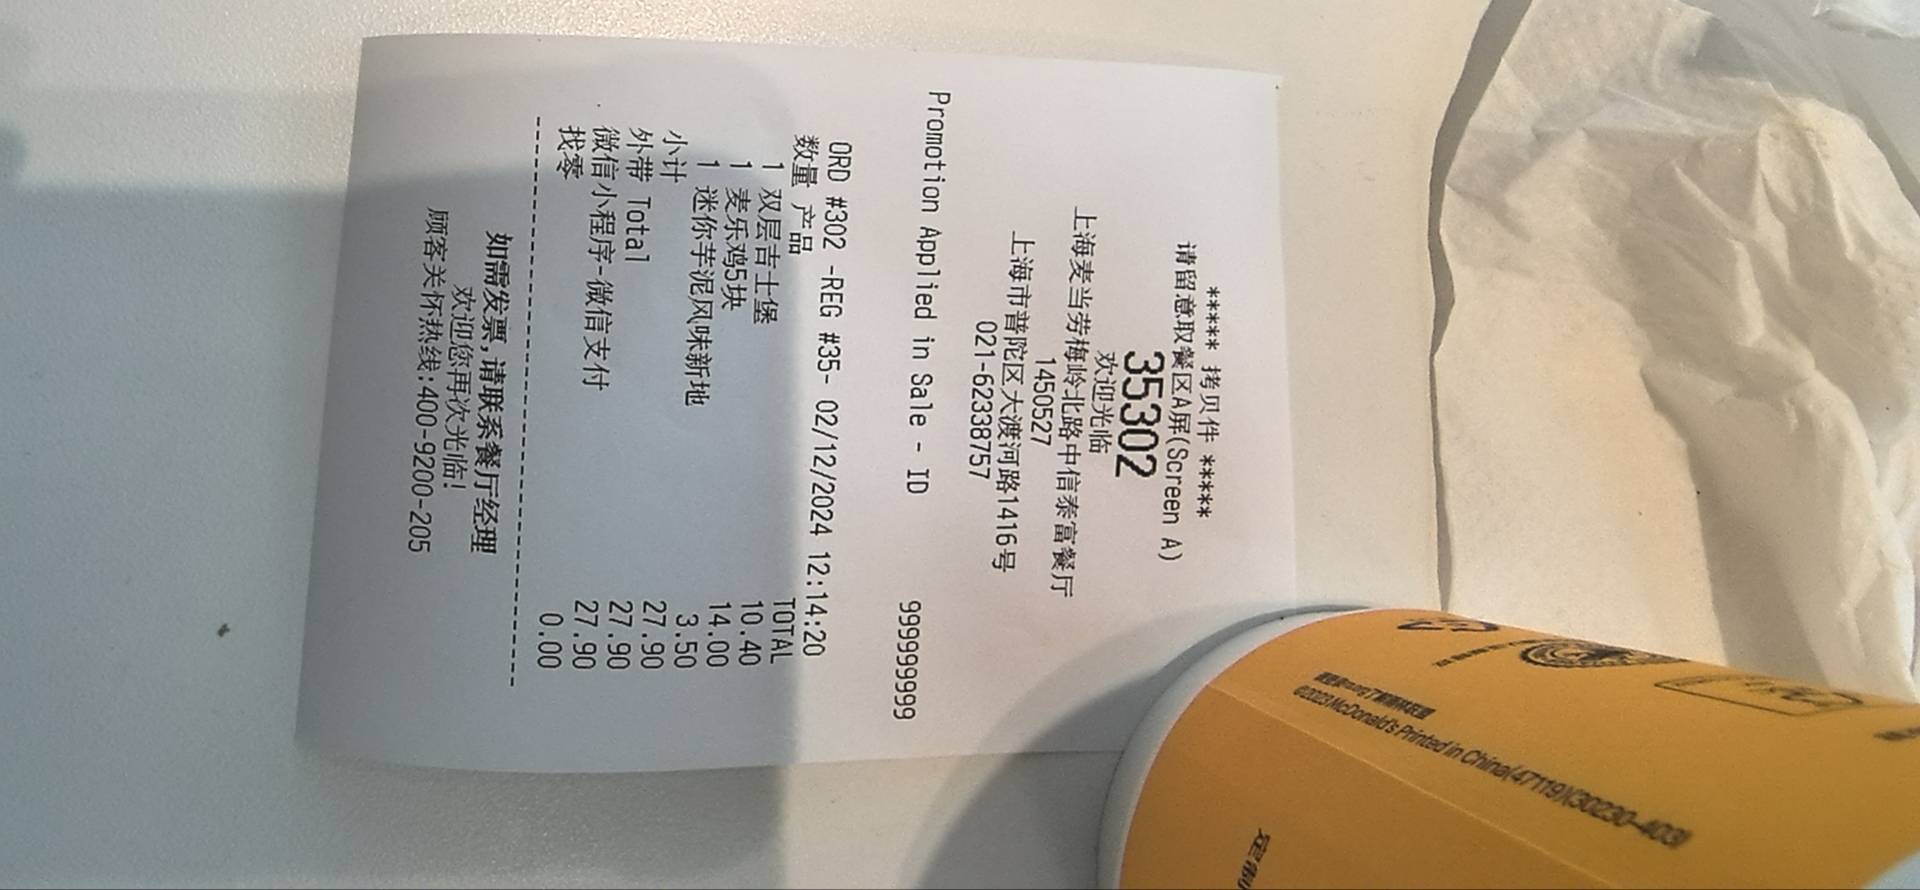 ***** 拷贝件 *****
请留意取餐区A屏(Screen A)
35302
欢迎光临
上海麦当劳梅岭北路中信泰富餐厅
1450527
上海市普陀区大渡河路1416号
021-62338757
Promotion Applied in Sale - ID 999999999
ORD #302 -REG #35- 02/12/2024 12:14:20
数量 产品 TOTAL
1 双层吉士堡 10.40
1 麦乐鸡5块 14.00
1 迷你芋泥风味新地 3.50
小计 27.90
外带 Total 27.90
微信小程序-微信支付 27.90
找零 0.00
如需发票,请联系餐厅经理
欢迎您再次光临!
顾客关怀热线:400-9200-205
©2023 McDonald's Printed in China(47119)(30230-403)